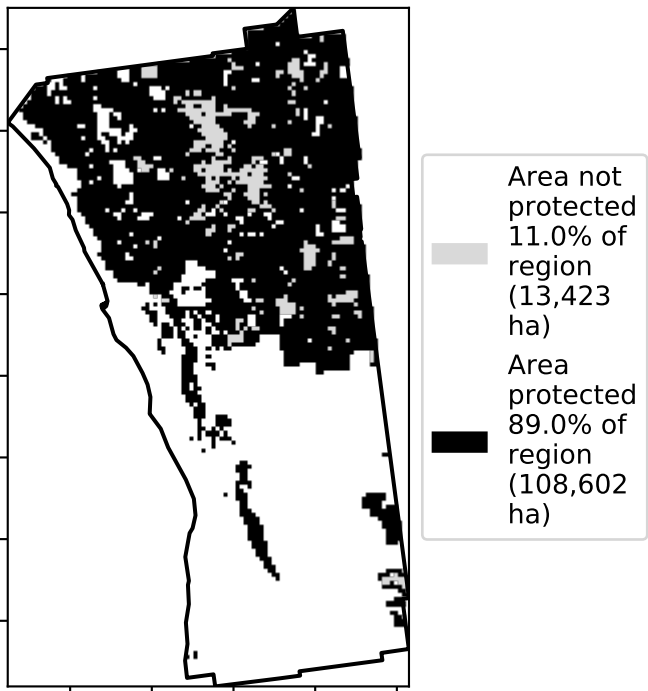 Area not
protected
11.0% of
region
(13,423
ha)
Area
protected
89.0% of
region
(108,602
ha)